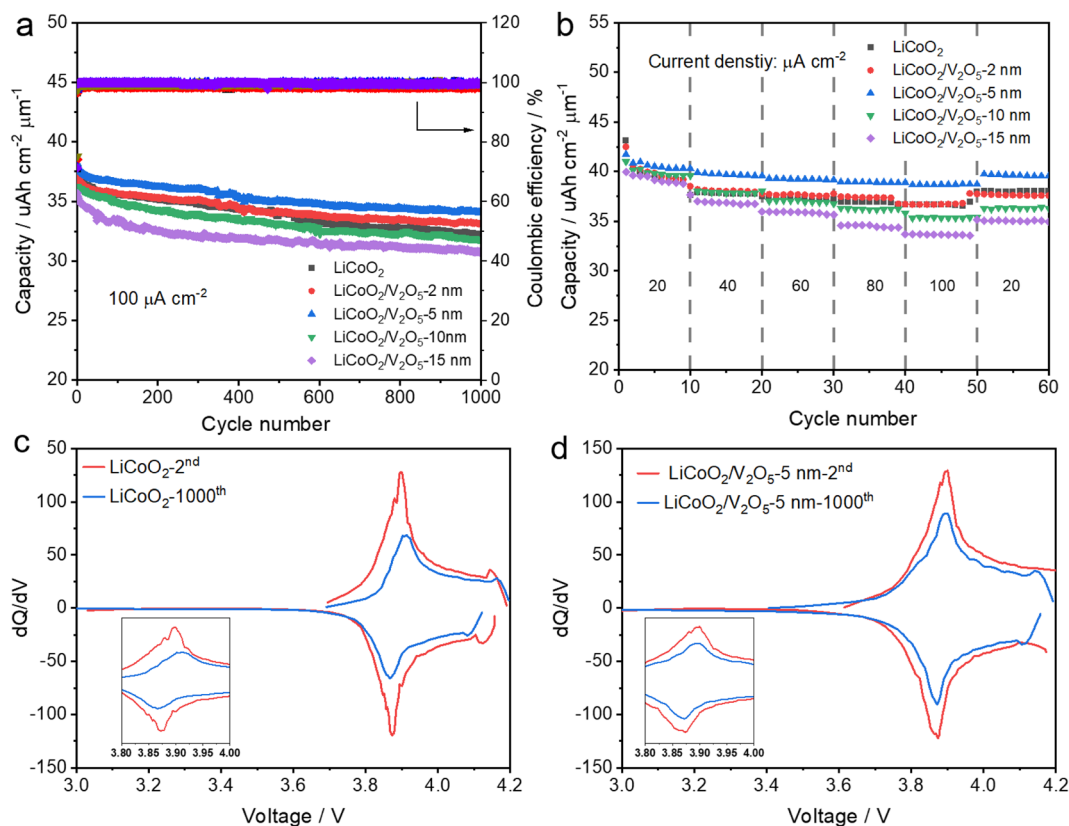 a
50
45
40
35
30
25
20
Capacity / uAh cm⁻² μm⁻¹
120
100
80
60
40
20
0
Coulombic efficiency / %
100 μA cm⁻²
LiCoO₂
LiCoO₂/V₂O₅-2 nm
LiCoO₂/V₂O₅-5 nm
LiCoO₂/V₂O₅-10nm
LiCoO₂/V₂O₅-15 nm
0 200 400 600 800 1000
Cycle number
b
55
50
45
40
35
30
25
20
Capacity / uAh cm⁻² μm⁻¹
Current denstiy: μA cm⁻²
LiCoO₂
LiCoO₂/V₂O₅-2 nm
LiCoO₂/V₂O₅-5 nm
LiCoO₂/V₂O₅-10 nm
LiCoO₂/V₂O₅-15 nm
20 40 60 80 100 20
0 10 20 30 40 50 60
Cycle number
c
50
100
50
0
-50
-100
-150
dQ/dV
LiCoO₂-2ⁿᵈ
LiCoO₂-1000ᵗʰ
3.80 3.85 3.90 3.95 4.00
3.0 3.2 3.4 3.6 3.8 4.0 4.2
Voltage / V
d
150
100
50
0
-50
-100
-150
dQ/dV
LiCoO₂/V₂O₅-5 nm-2ⁿᵈ
LiCoO₂/V₂O₅-5 nm-1000ᵗʰ
3.80 3.85 3.90 3.95 4.00
3.0 3.2 3.4 3.6 3.8 4.0 4.2
Voltage / V